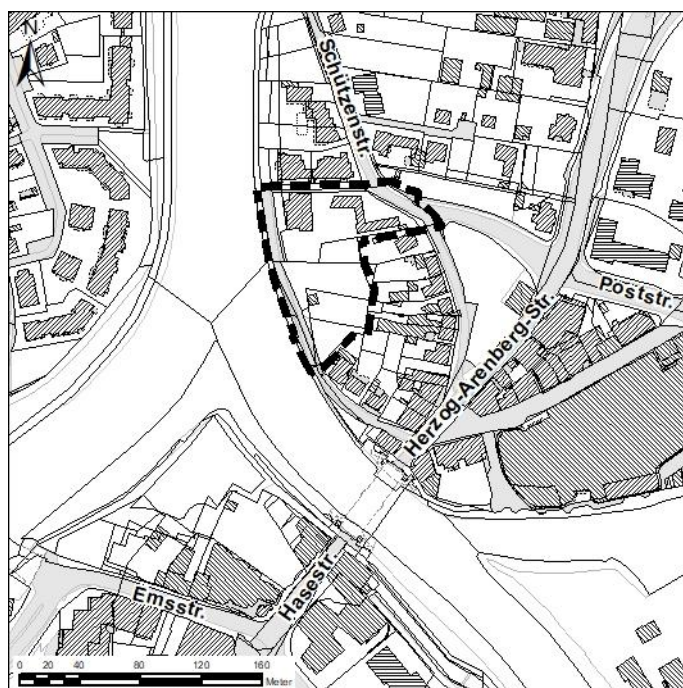 N
Schützenstr.
Poststr.
Herzog-Arenberg-Str.
Hasestr.
Emsstr.
0 20 40 80 120 160
Meter